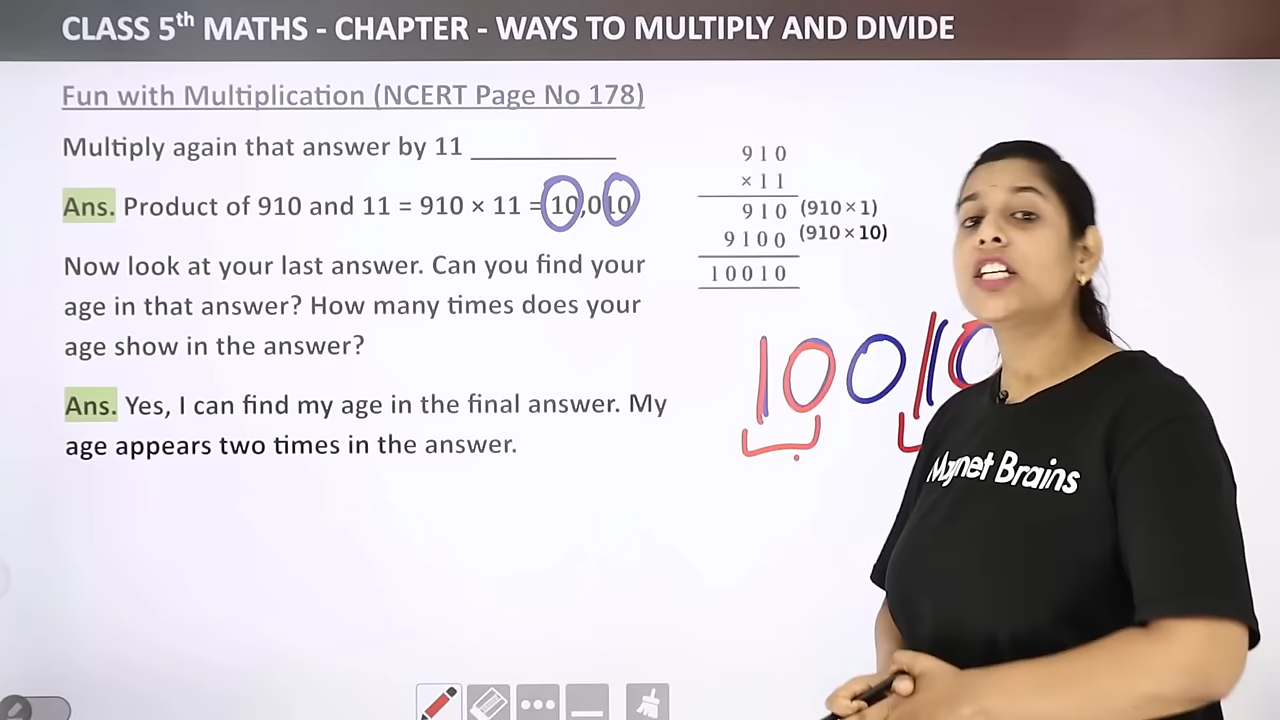 CLASS 5th MATHS - CHAPTER - WAYS TO MULTIPLY AND DIVIDE
Fun with Multiplication (NCERT Page No 178)
Multiply again that answer by 11 __________
Ans. Product of 910 and 11 = 910 × 11 = 10,010
Now look at your last answer. Can you find your
age in that answer? How many times does your
age show in the answer?
Ans. Yes, I can find my age in the final answer. My
age appears two times in the answer.
910
×11
910 (910×1)
9100 (910×10)
10010
10010
Magnet Brains